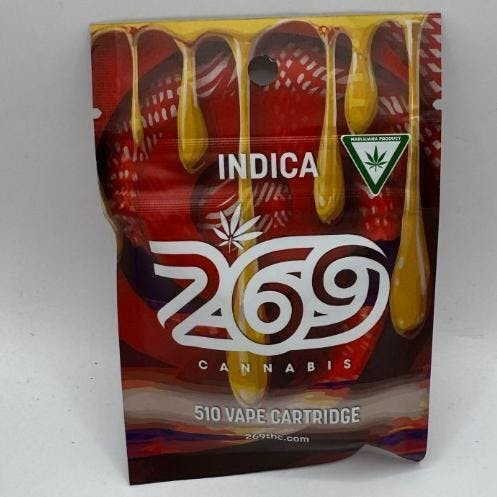 MARIJUANA PRODUCT
INDICA
269
CANNABIS
510 VAPE CARTRIDGE
269thc.com